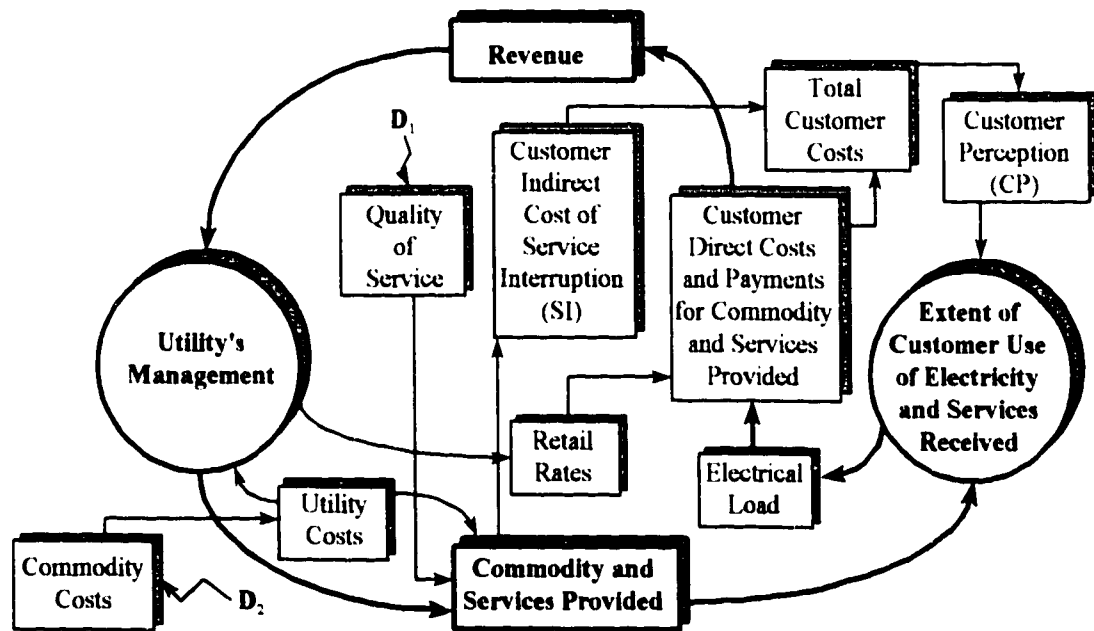 Revenue
Total
Customer
Costs
Customer
Perception
(CP)
D₁
Customer
Indirect
Cost of
Service
Interruption
(SI)
Quality
of
Service
Customer
Direct Costs
and Payments
for Commodity
and Services
Provided
Utility's
Management
Extent of
Customer Use
of Electricity
and Services
Received
Retail
Rates
Electrical
Load
Utility
Costs
Commodity
Costs
D₂
Commodity and
Services Provided